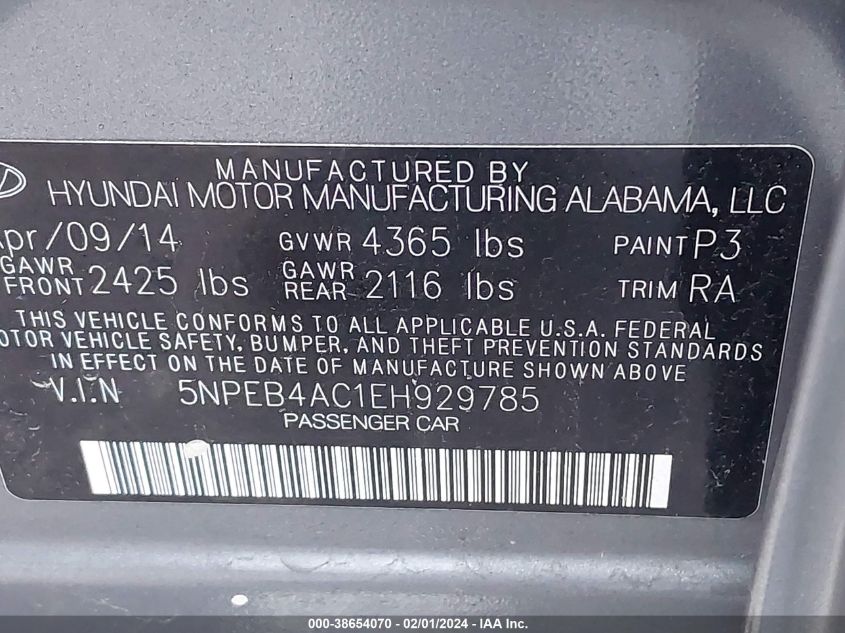 MANUFACTURED BY
HYUNDAI MOTOR MANUFACTURING ALABAMA, LLC
Apr/09/14 GVWR 4365 lbs PAINT P3
GAWR FRONT 2425 lbs GAWR REAR 2116 lbs TRIM RA
THIS VEHICLE CONFORMS TO ALL APPLICABLE U.S.A. FEDERAL
MOTOR VEHICLE SAFETY, BUMPER, AND THEFT PREVENTION STANDARDS
IN EFFECT ON THE DATE OF MANUFACTURE SHOWN ABOVE.
V.I.N 5NPEB4AC1EH929785
PASSENGER CAR
000-38654070 - 02/01/2024 - IAA Inc.